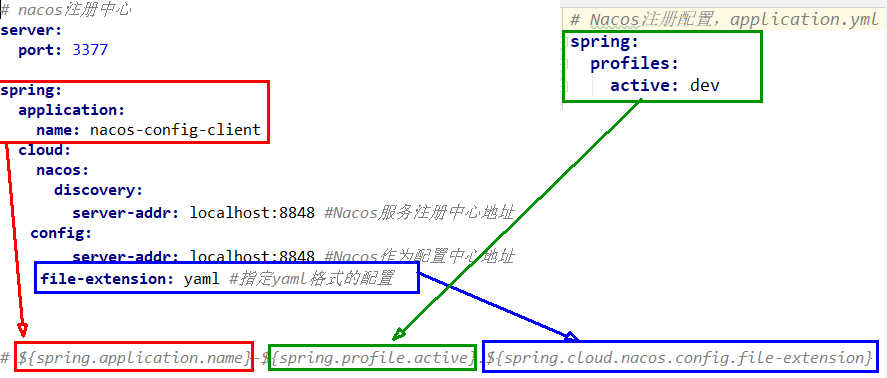 # nacos注册中心
server:
port: 3377
spring:
application:
name: nacos-config-client
cloud:
nacos:
discovery:
server-addr: localhost:8848 #Nacos服务注册中心地址
config:
server-addr: localhost:8848 #Nacos作为配置中心地址
file-extension: yaml #指定yaml格式的配置
# Nacos注册配置，application.yml
spring:
profiles:
active: dev
# ${spring.application.name}-${spring.profile.active}.${spring.cloud.nacos.config.file-extension}